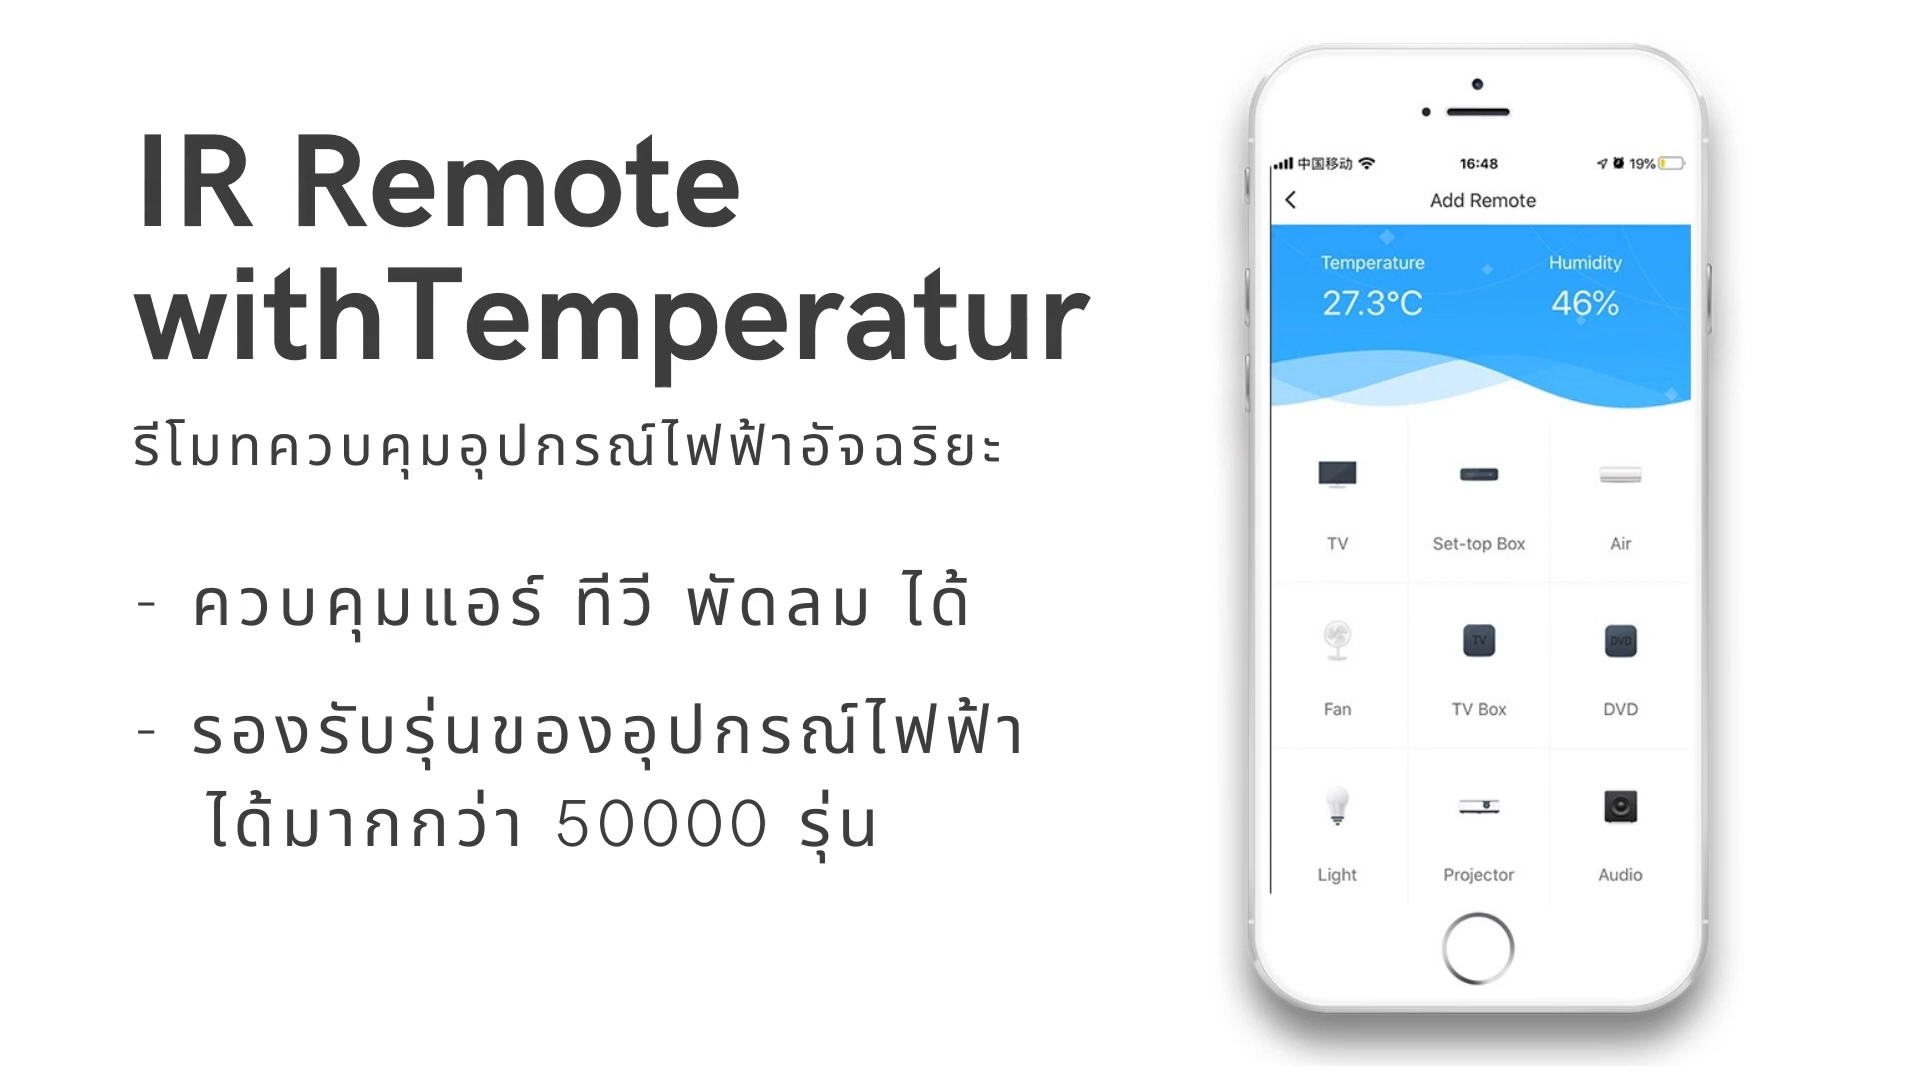 IR Remote
withTemperatur
รีโมทควบคุมอุปกรณ์ไฟฟ้าอัจฉริยะ
- ควบคุมแอร์ ทีวี พัดลม ได้
- รองรับรุ่นของอุปกรณ์ไฟฟ้า
ได้มากกว่า 50000 รุ่น
中国移动 16:48 19%
Add Remote
Temperature Humidity
27.3°C 46%
TV Set-top Box Air
TV DVD
Fan TV Box DVD
Light Projector Audio